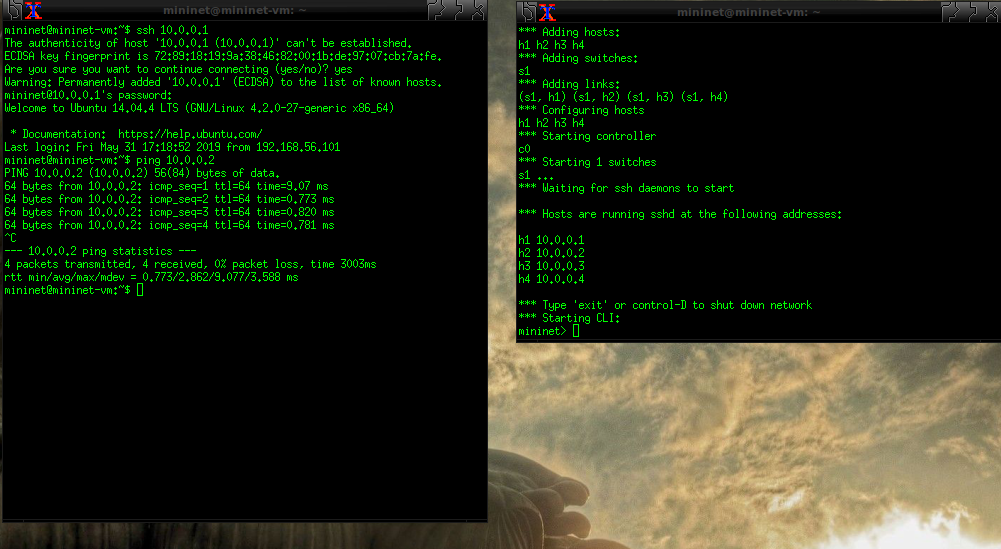 mininet@mininet-vm: ~
mininet@mininet-vm:~$ ssh 10.0.0.1
The authenticity of host '10.0.0.1 (10.0.0.1)' can't be established.
ECDSA key fingerprint is 72:89:18:19:9a:38:46:82:00:1b:de:97:07:cb:7a:fe.
Are you sure you want to continue connecting (yes/no)? yes
Warning: Permanently added '10.0.0.1' (ECDSA) to the list of known hosts.
mininet@10.0.0.1's password:
Welcome to Ubuntu 14.04.4 LTS (GNU/Linux 4.2.0-27-generic x86_64)
* Documentation:  https://help.ubuntu.com/
Last login: Fri May 31 17:18:52 2019 from 192.168.56.101
mininet@mininet-vm:~$ ping 10.0.0.2
PING 10.0.0.2 (10.0.0.2) 56(84) bytes of data.
64 bytes from 10.0.0.2: icmp_seq=1 ttl=64 time=9.07 ms
64 bytes from 10.0.0.2: icmp_seq=2 ttl=64 time=0.773 ms
64 bytes from 10.0.0.2: icmp_seq=3 ttl=64 time=0.820 ms
64 bytes from 10.0.0.2: icmp_seq=4 ttl=64 time=0.781 ms
^C
--- 10.0.0.2 ping statistics ---
4 packets transmitted, 4 received, 0% packet loss, time 3003ms
rtt min/avg/max/mdev = 0.773/2.862/9.077/3.588 ms
mininet@mininet-vm:~$
mininet@mininet-vm: ~
*** Adding hosts:
h1 h2 h3 h4
*** Adding switches:
s1
*** Adding links:
(s1, h1) (s1, h2) (s1, h3) (s1, h4)
*** Configuring hosts
h1 h2 h3 h4
*** Starting controller
c0
*** Starting 1 switches
s1 ...
*** Waiting for ssh daemons to start
*** Hosts are running sshd at the following addresses:
h1 10.0.0.1
h2 10.0.0.2
h3 10.0.0.3
h4 10.0.0.4
*** Type 'exit' or control-D to shut down network
*** Starting CLI:
mininet>